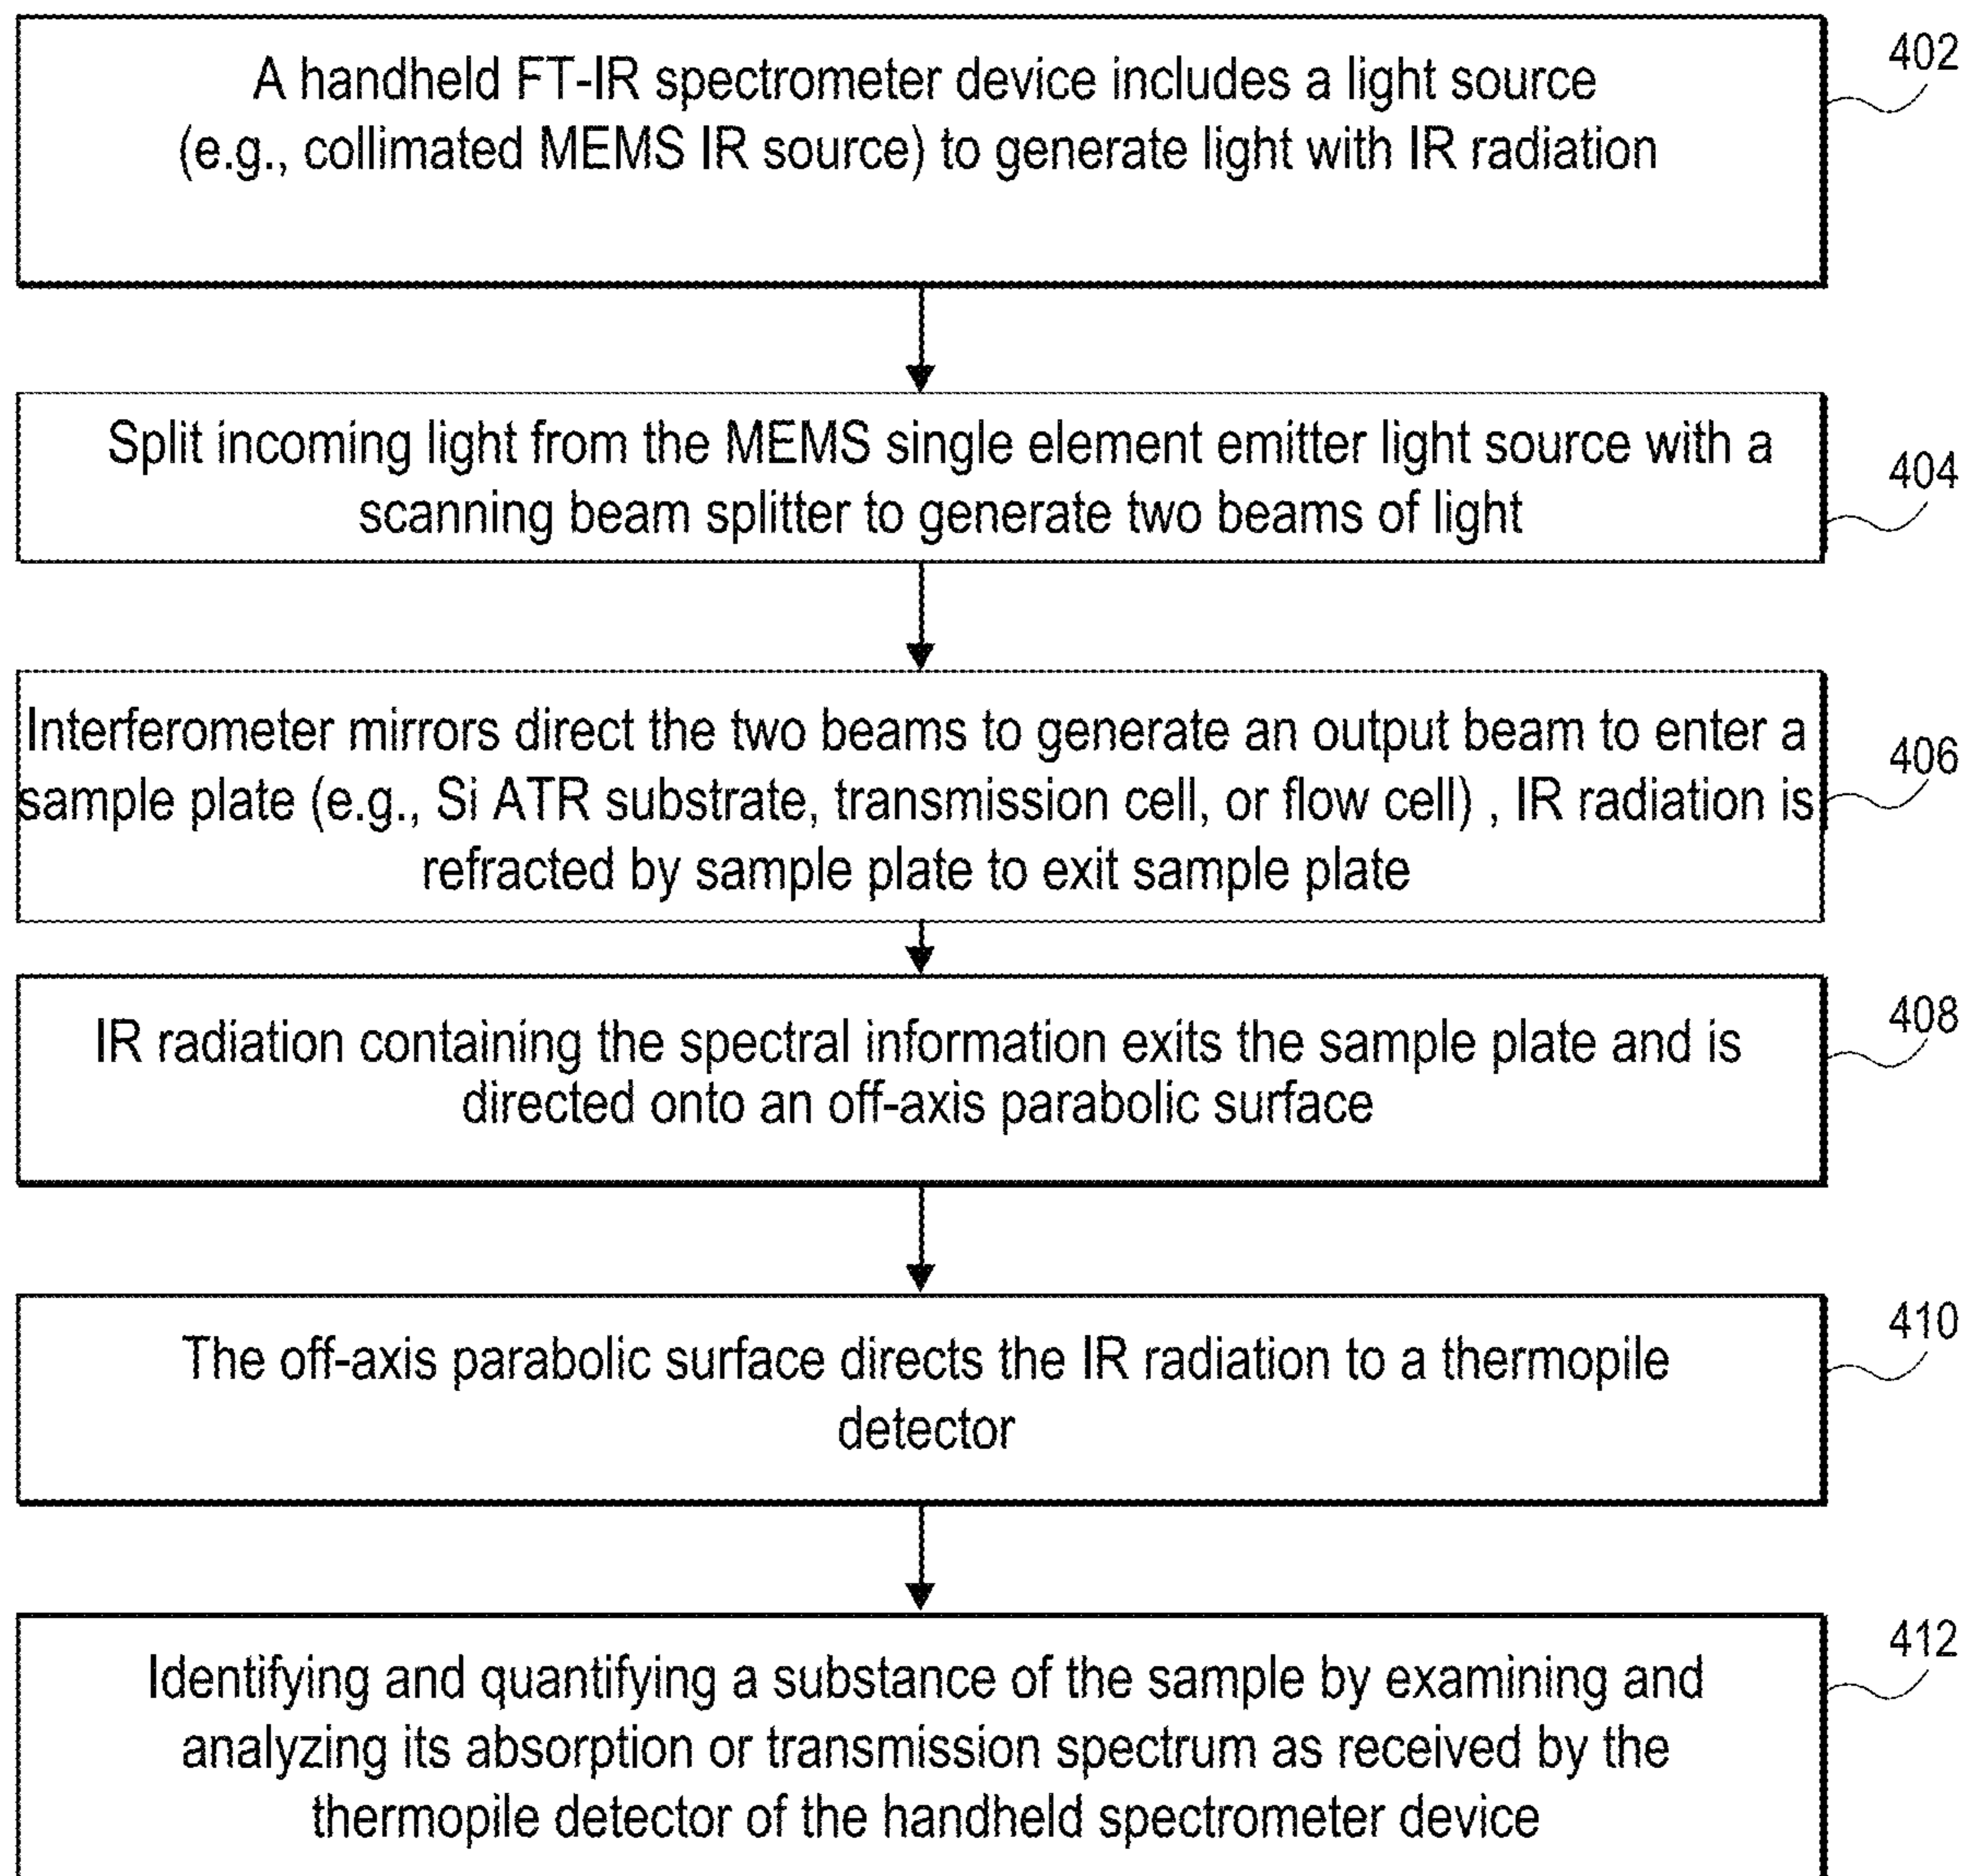 A handheld FT-IR spectrometer device includes a light source
(e.g., collimated MEMS IR source) to generate light with IR radiation
402
Split incoming light from the MEMS single element emitter light source with a
scanning beam splitter to generate two beams of light
404
Interferometer mirrors direct the two beams to generate an output beam to enter a
sample plate (e.g., Si ATR substrate, transmission cell, or flow cell) , IR radiation is
refracted by sample plate to exit sample plate
406
IR radiation containing the spectral information exits the sample plate and is
directed onto an off-axis parabolic surface
408
The off-axis parabolic surface directs the IR radiation to a thermopile
detector
410
Identifying and quantifying a substance of the sample by examining and
analyzing its absorption or transmission spectrum as received by the
thermopile detector of the handheld spectrometer device
412